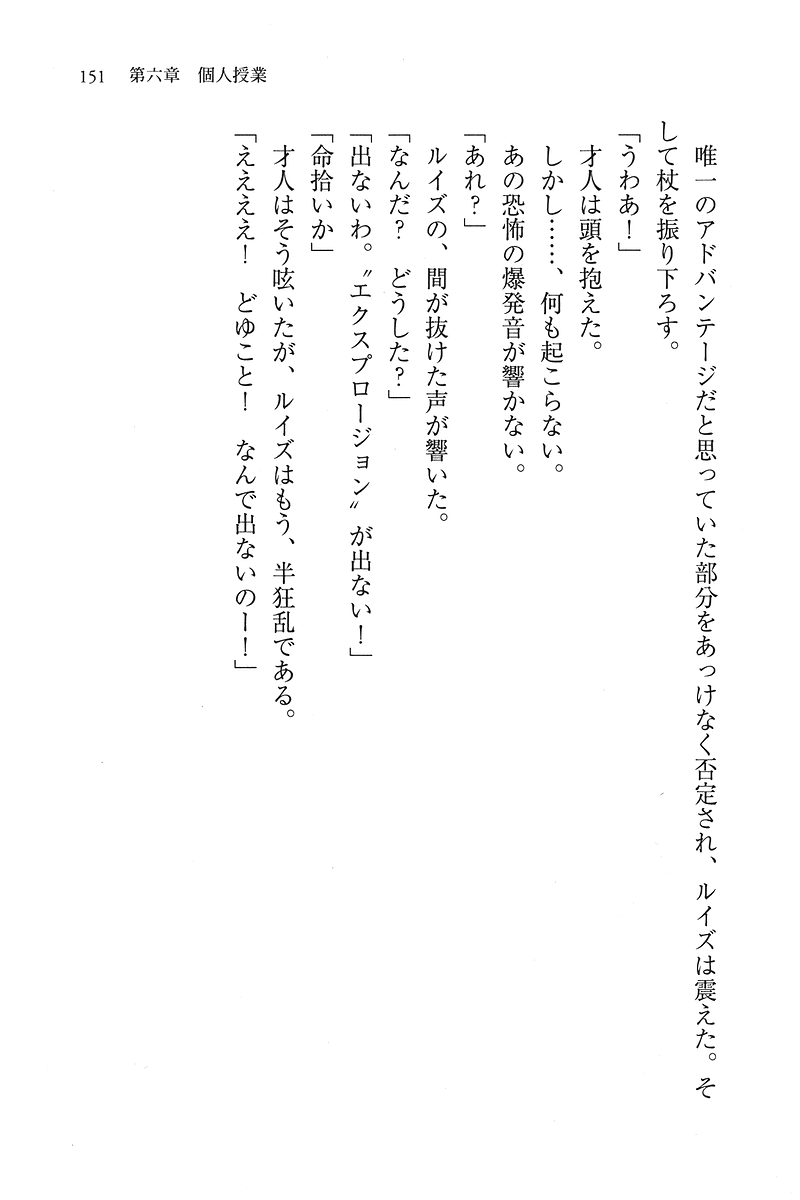 151　第六章　個人授業
　唯一のアドバンテージだと思っていた部分をあっけなく否定され、ルイズは震えた。そ
して杖を振り下ろす。
「うわあ！」
　才人は頭を抱えた。
　しかし……、何も起こらない。
　あの恐怖の爆発音が響かない。
「あれ？」
　ルイズの、間が抜けた声が響いた。
「なんだ？　どうした？」
「出ないわ。〝エクスプロージョン〟が出ない！」
「命拾いか」
　才人はそう呟いたが、ルイズはもう、半狂乱である。
「ええええ！　どゆこと！　なんで出ないのー！」